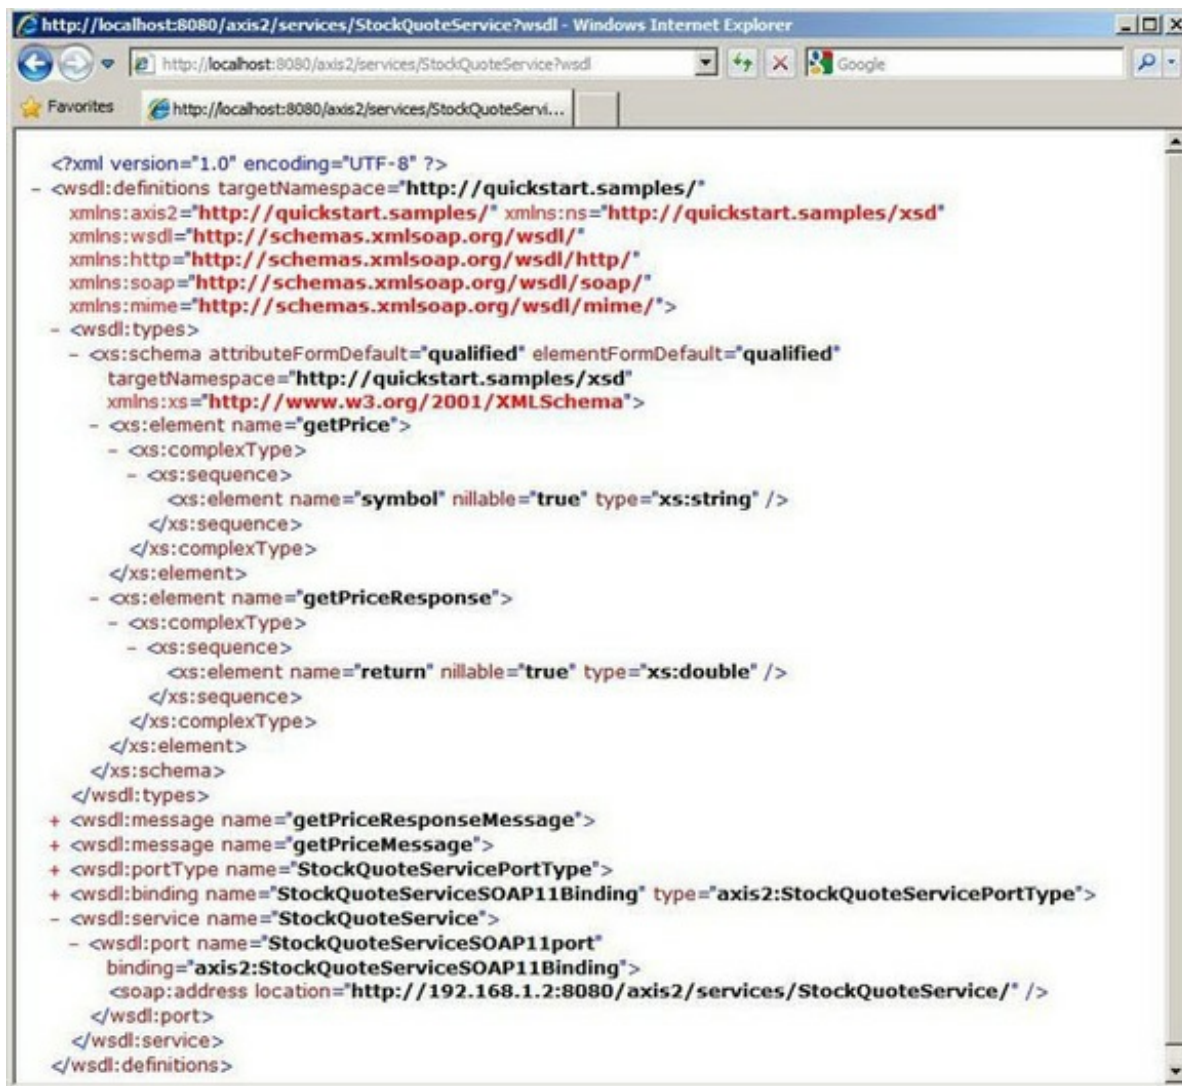 http://localhost:8080/axis2/services/StockQuoteService?wsdl - Windows Internet Explorer
http://localhost:8080/axis2/services/StockQuoteService?wsdl
Google
Favorites
http://localhost:8080/axis2/services/StockQuoteServi...
<?xml version="1.0" encoding="UTF-8" ?>
- <wsdl:definitions targetNamespace="http://quickstart.samples/"
xmlns:axis2="http://quickstart.samples/" xmlns:ns="http://quickstart.samples/xsd"
xmlns:wsdl="http://schemas.xmlsoap.org/wsdl/"
xmlns:http="http://schemas.xmlsoap.org/wsdl/http/"
xmlns:soap="http://schemas.xmlsoap.org/wsdl/soap/"
xmlns:mime="http://schemas.xmlsoap.org/wsdl/mime/">
- <wsdl:types>
- <xs:schema attributeFormDefault="qualified" elementFormDefault="qualified"
targetNamespace="http://quickstart.samples/xsd"
xmlns:xs="http://www.w3.org/2001/XMLSchema">
- <xs:element name="getPrice">
- <xs:complexType>
- <xs:sequence>
<xs:element name="symbol" nillable="true" type="xs:string" />
</xs:sequence>
</xs:complexType>
</xs:element>
- <xs:element name="getPriceResponse">
- <xs:complexType>
- <xs:sequence>
<xs:element name="return" nillable="true" type="xs:double" />
</xs:sequence>
</xs:complexType>
</xs:element>
</xs:schema>
</wsdl:types>
+ <wsdl:message name="getPriceResponseMessage">
+ <wsdl:message name="getPriceMessage">
+ <wsdl:portType name="StockQuoteServicePortType">
+ <wsdl:binding name="StockQuoteServiceSOAP11Binding" type="axis2:StockQuoteServicePortType">
- <wsdl:service name="StockQuoteService">
- <wsdl:port name="StockQuoteServiceSOAP11port"
binding="axis2:StockQuoteServiceSOAP11Binding">
<soap:address location="http://192.168.1.2:8080/axis2/services/StockQuoteService/" />
</wsdl:port>
</wsdl:service>
</wsdl:definitions>